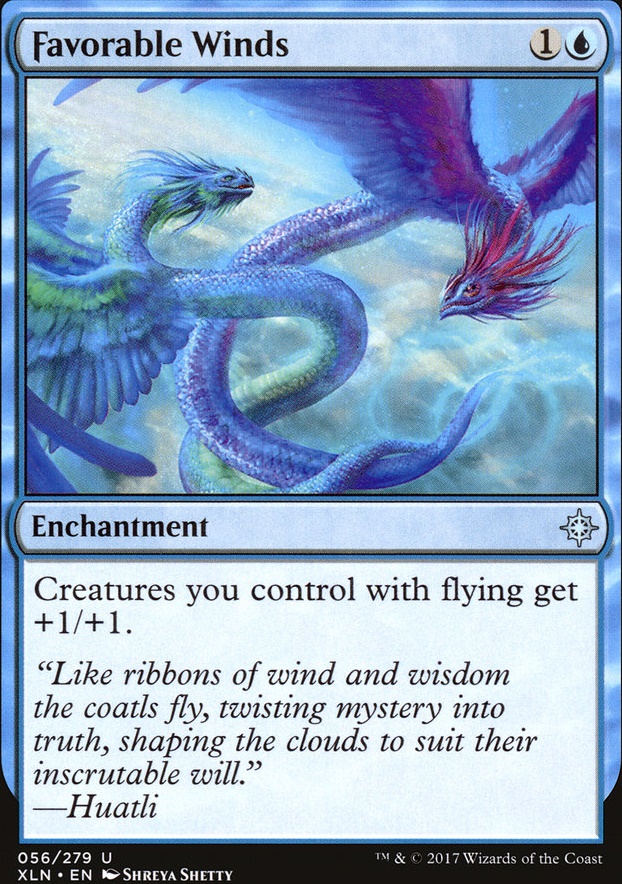 Favorable Winds 1
Enchantment
Creatures you control with flying get
+1/+1.
“Like ribbons of wind and wisdom
the coatls fly, twisting mystery into
truth, shaping the clouds to suit their
inscrutable will.”
—Huatli
056/279 U
™ & © 2017 Wizards of the Coast
XLN • EN Shreya Shetty